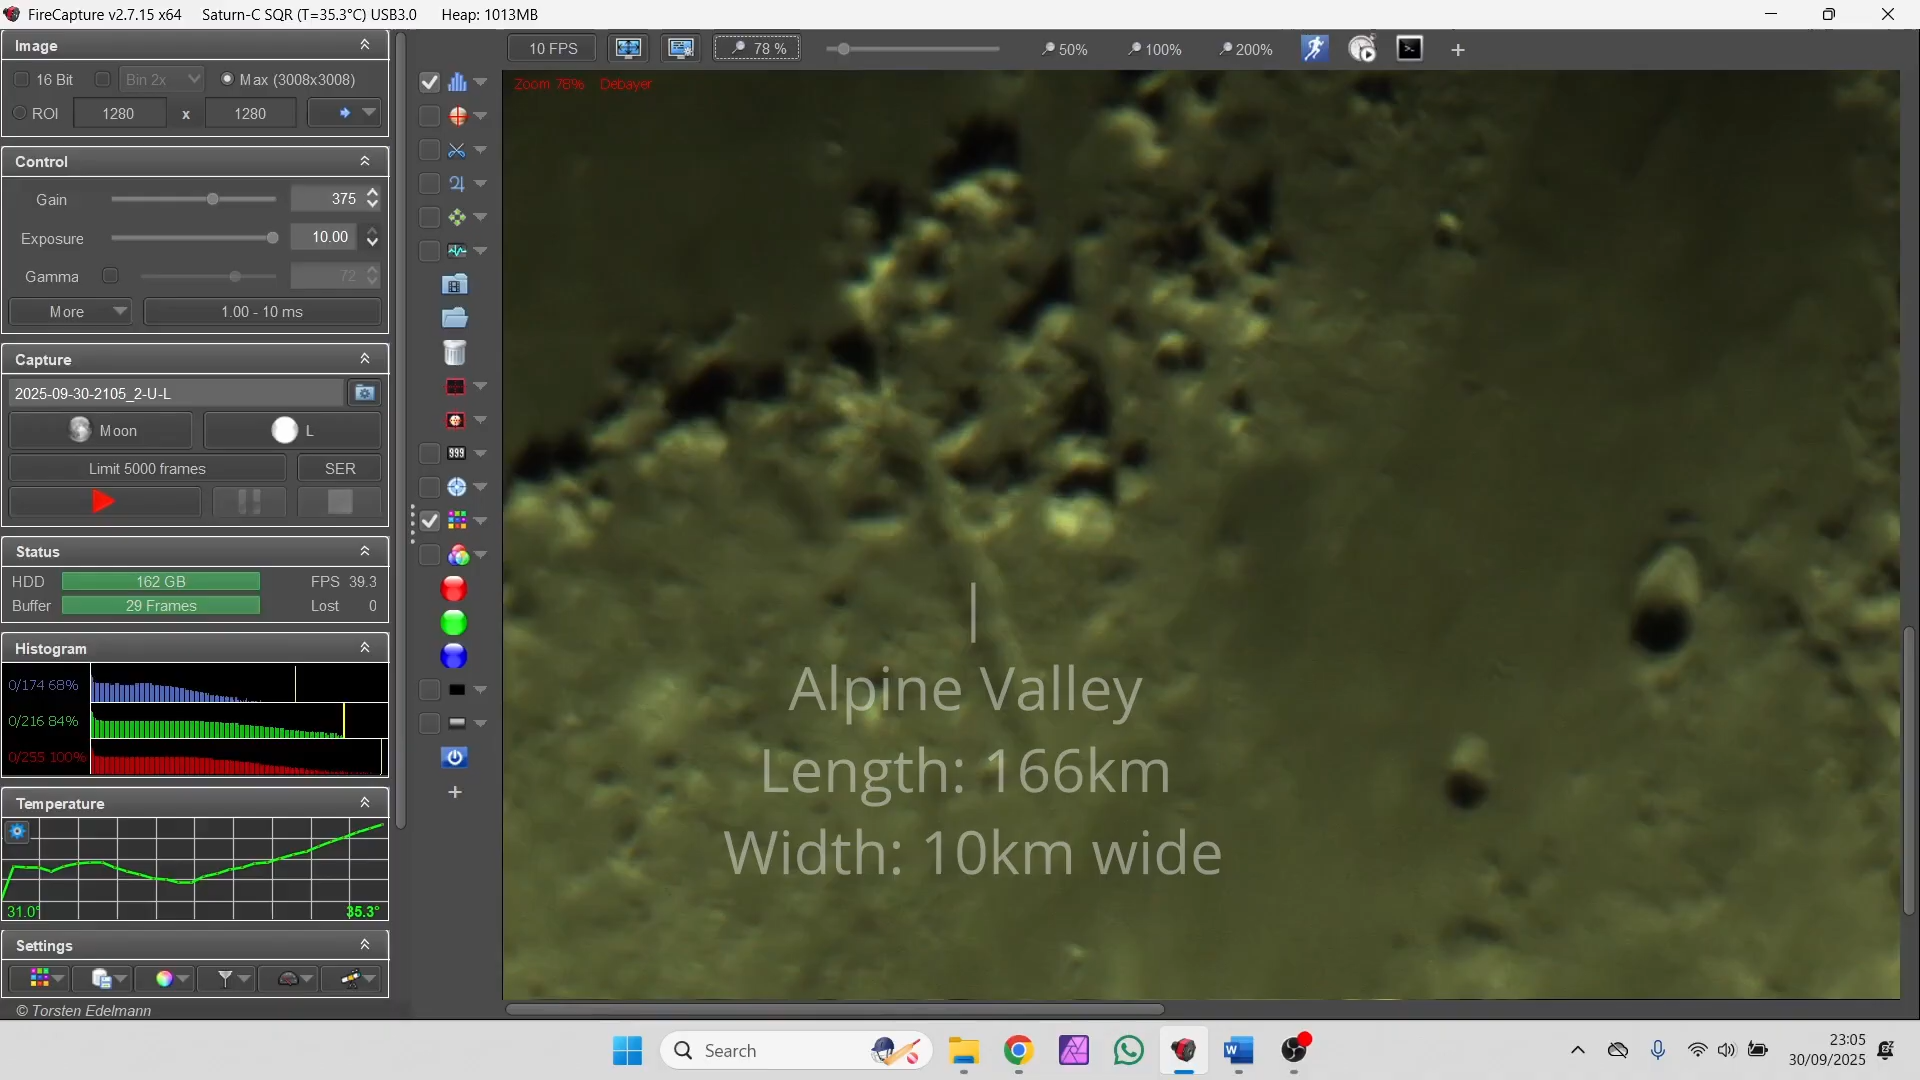 FireCapture v2.7.15 x64 Saturn-C SQR (T=35.3°C) USB3.0 Heap: 1013MB
Image
10 FPS 78 % 50% 100% 200%
16 Bit Bin 2x Max (3008x3008)
Zoom 78% Debayer
ROI 1280 x 1280
Control
Gain 375
Exposure 10.00
Gamma 72
More 1.00 - 10 ms
Capture
2025-09-30-2105_2-U-L
Moon L
Limit 5000 frames SER
999
Status
HDD 162 GB FPS 39.3
Buffer 29 Frames Lost 0
Histogram
0/174 68%
0/216 84%
0/255 100%
Alpine Valley
Length: 166km
Width: 10km wide
Temperature
31.0° 35.3°
Settings
© Torsten Edelmann
Search
23:05
30/09/2025